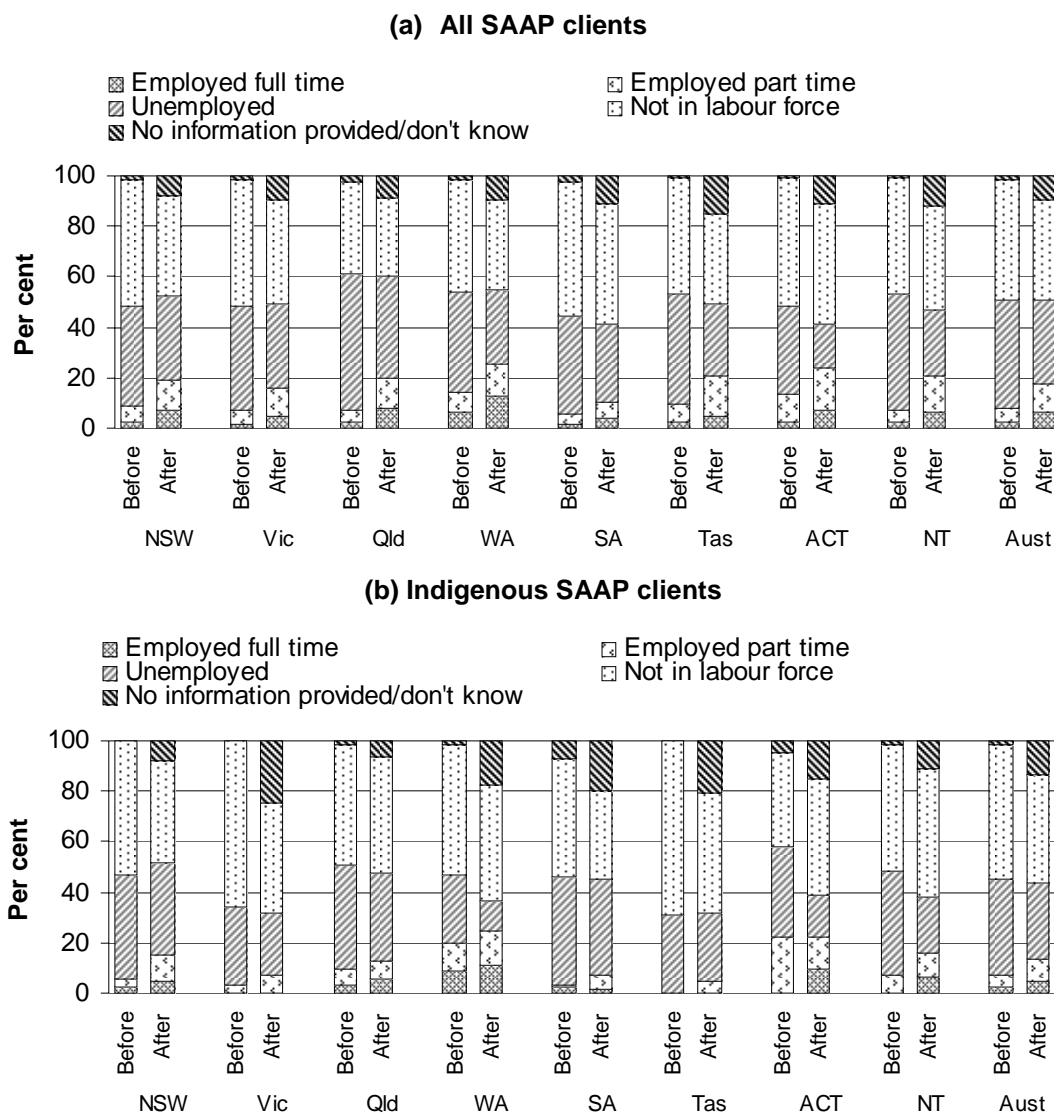 (a) All SAAP clients
Employed full time Employed part time
Unemployed Not in labour force
No information provided/don't know
Per cent
100
80
60
40
20
0
Before After Before After Before After Before After Before After Before After Before After Before After Before After
NSW Vic Qld WA SA Tas ACT NT Aust
(b) Indigenous SAAP clients
Employed full time Employed part time
Unemployed Not in labour force
No information provided/don't know
Per cent
100
80
60
40
20
0
Before After Before After Before After Before After Before After Before After Before After Before After Before After
NSW Vic Qld WA SA Tas ACT NT Aust